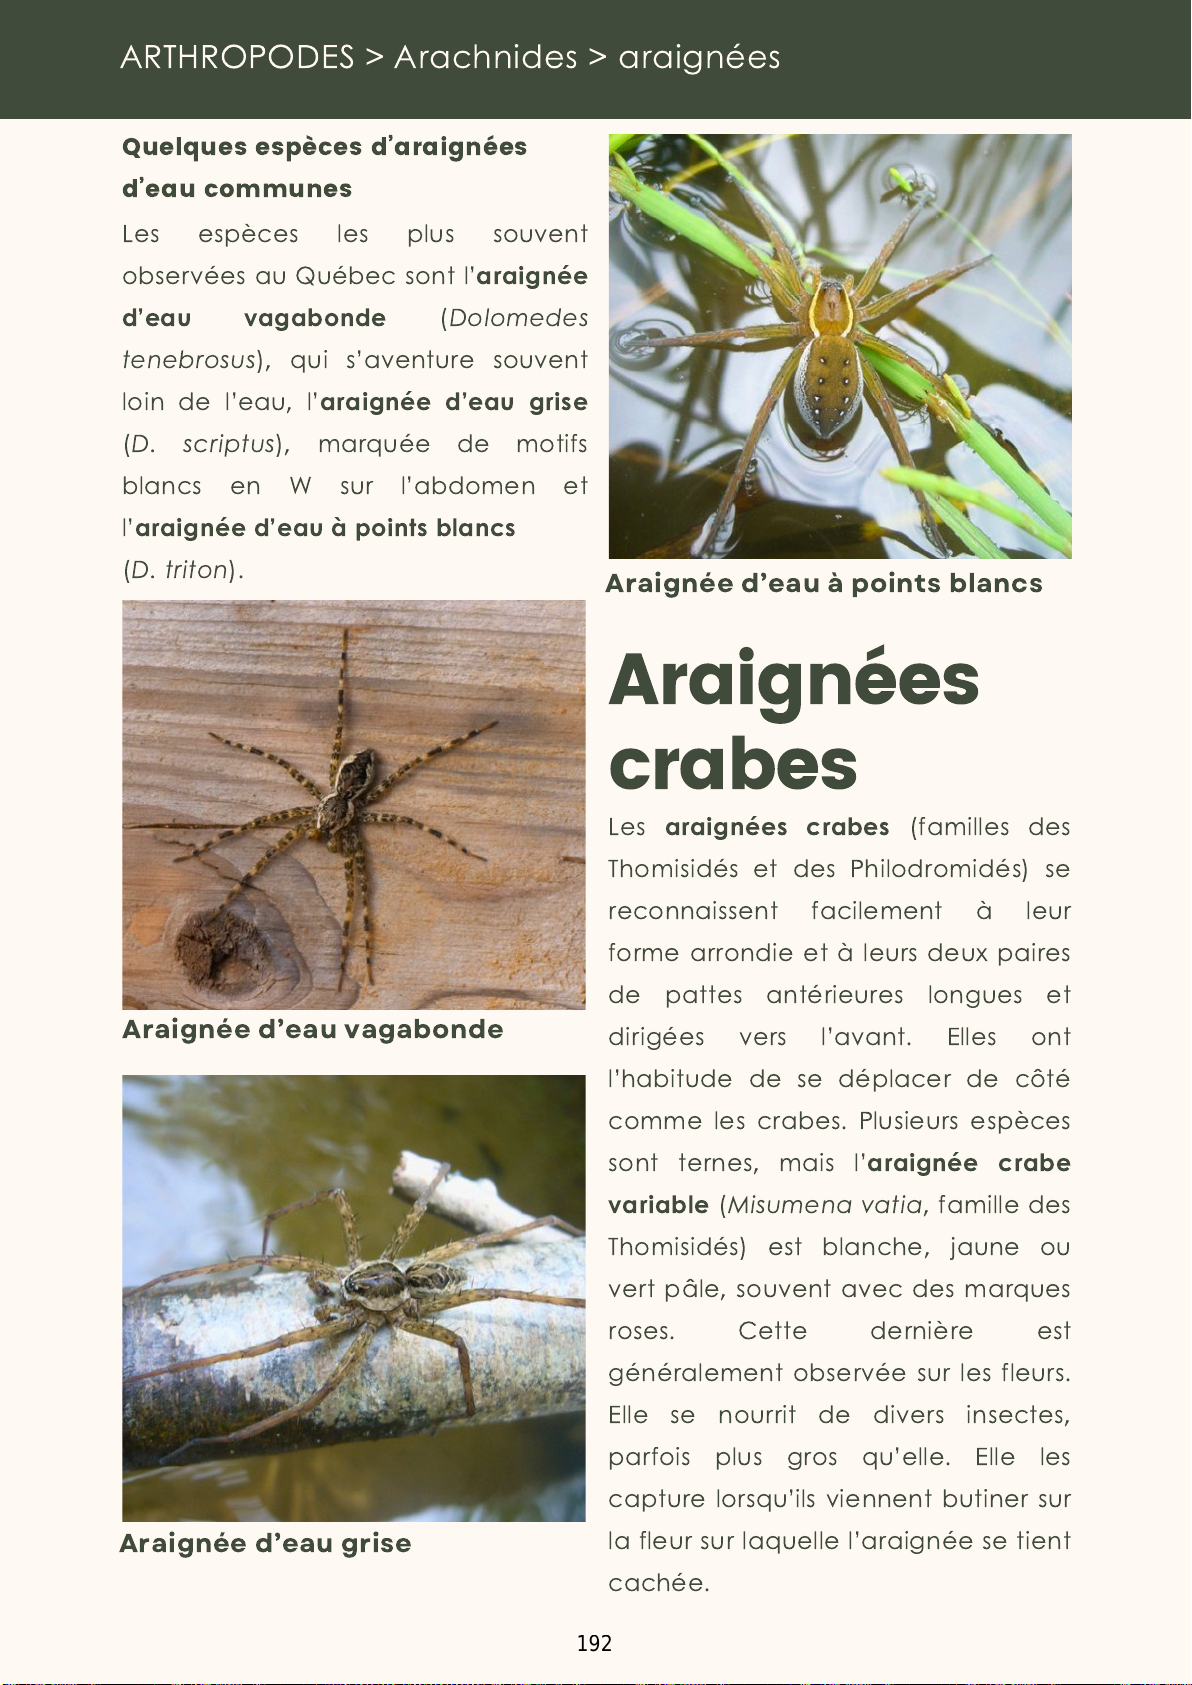 ARTHROPODES > Arachnides > araignées
Quelques espèces d’araignées
d’eau communes
Les espèces les plus souvent
observées au Québec sont l’araignée
d’eau vagabonde (Dolomedes
tenebrosus), qui s’aventure souvent
loin de l’eau, l’araignée d’eau grise
(D. scriptus), marquée de motifs
blancs en W sur l’abdomen et
l’araignée d’eau à points blancs
(D. triton).
Araignée d’eau vagabonde
Araignée d’eau grise
Araignée d’eau à points blancs
Araignées
crabes
Les araignées crabes (familles des
Thomisidés et des Philodromidés) se
reconnaissent facilement à leur
forme arrondie et à leurs deux paires
de pattes antérieures longues et
dirigées vers l’avant. Elles ont
l’habitude de se déplacer de côté
comme les crabes. Plusieurs espèces
sont ternes, mais l’araignée crabe
variable (Misumena vatia, famille des
Thomisidés) est blanche, jaune ou
vert pâle, souvent avec des marques
roses. Cette dernière est
généralement observée sur les fleurs.
Elle se nourrit de divers insectes,
parfois plus gros qu’elle. Elle les
capture lorsqu’ils viennent butiner sur
la fleur sur laquelle l’araignée se tient
cachée.
192